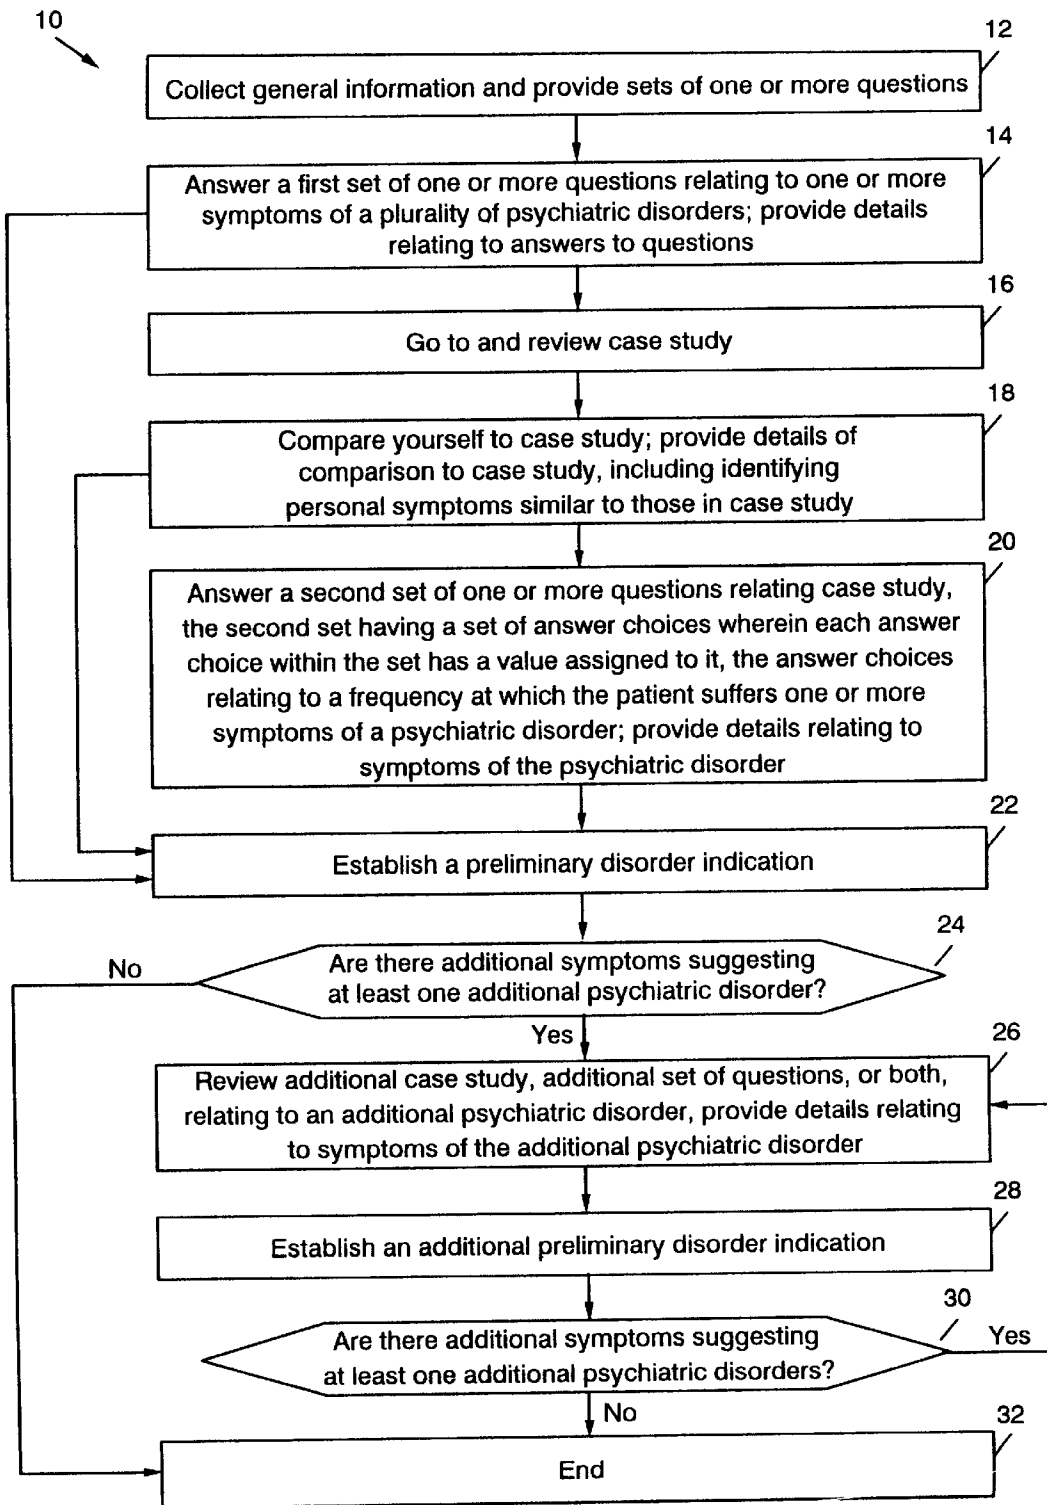 10
12
Collect general information and provide sets of one or more questions
14
Answer a first set of one or more questions relating to one or more
symptoms of a plurality of psychiatric disorders; provide details
relating to answers to questions
16
Go to and review case study
18
Compare yourself to case study; provide details of
comparison to case study, including identifying
personal symptoms similar to those in case study
20
Answer a second set of one or more questions relating case study,
the second set having a set of answer choices wherein each answer
choice within the set has a value assigned to it, the answer choices
relating to a frequency at which the patient suffers one or more
symptoms of a psychiatric disorder; provide details relating to
symptoms of the psychiatric disorder
22
Establish a preliminary disorder indication
24
No
Are there additional symptoms suggesting
at least one additional psychiatric disorder?
Yes
26
Review additional case study, additional set of questions, or both,
relating to an additional psychiatric disorder, provide details relating
to symptoms of the additional psychiatric disorder
28
Establish an additional preliminary disorder indication
30
Are there additional symptoms suggesting
at least one additional psychiatric disorders?
Yes
No
32
End